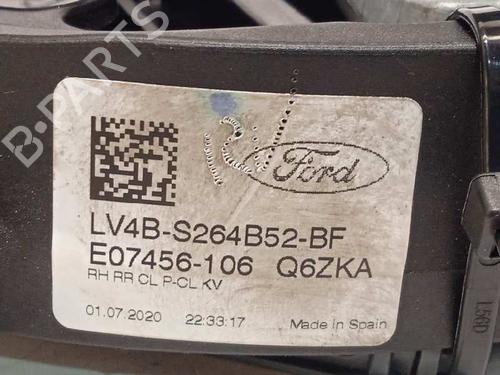 B-PARTS
Ford
LV4B-S264B52-BF
E07456-106 Q6ZKA
RH RR CL P-CL KV
01.07.2020 22:33:17 Made in Spain